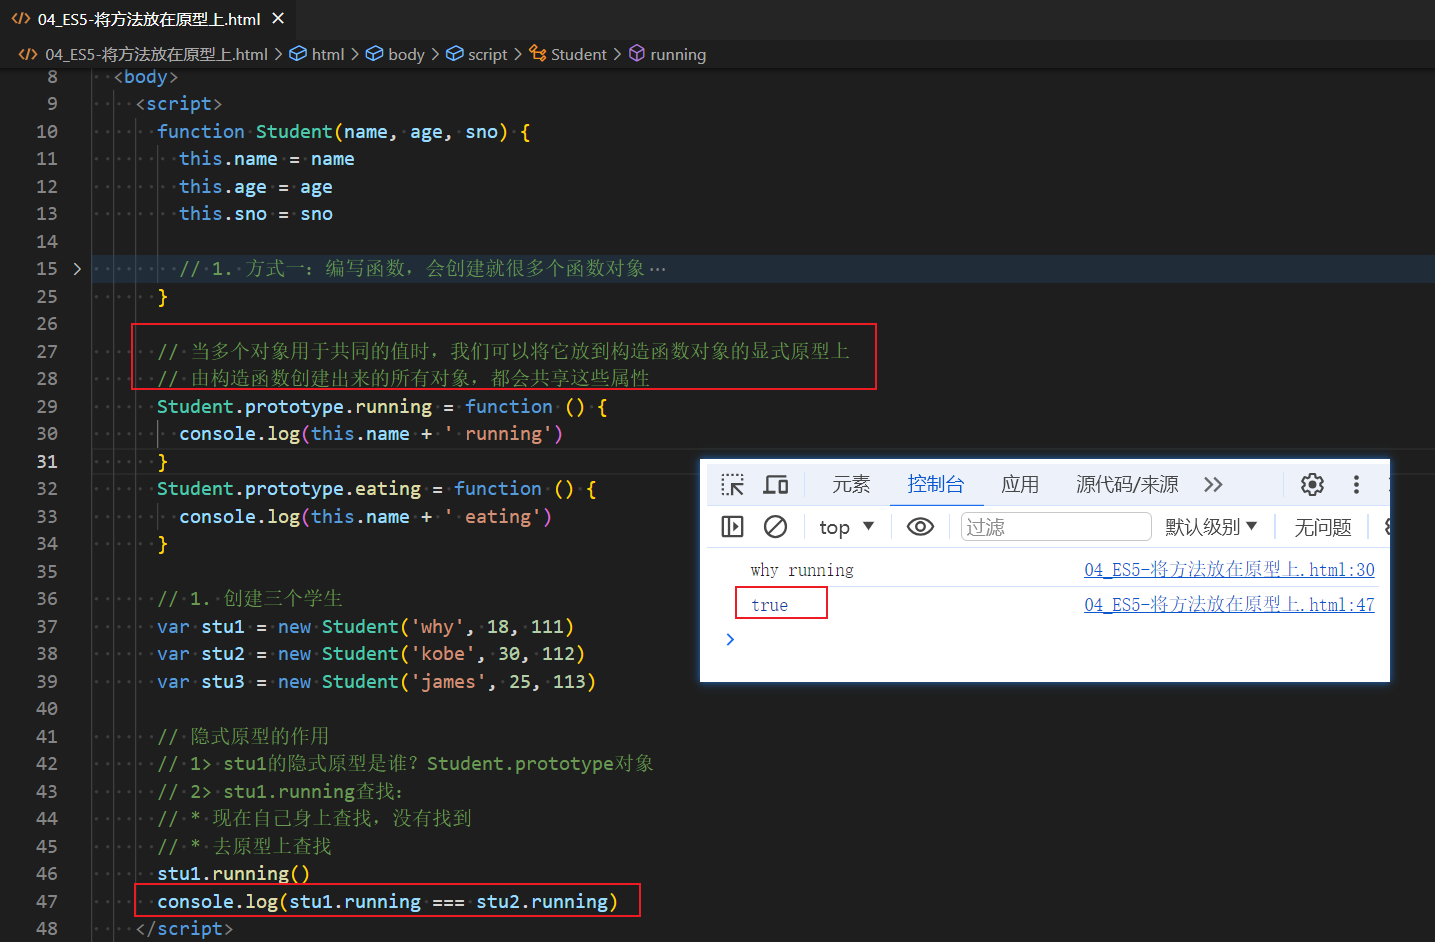 04_ES5-将方法放在原型上.html
04_ES5-将方法放在原型上.html > html > body > script > Student > running
8 <body>
9 <script>
10 function Student(name, age, sno) {
11 this.name = name
12 this.age = age
13 this.sno = sno
14
15 // 1. 方式一：编写函数，会创建就很多个函数对象…
25 }
26
27 // 当多个对象用于共同的值时，我们可以将它放到构造函数对象的显式原型上
28 // 由构造函数创建出来的所有对象，都会共享这些属性
29 Student.prototype.running = function () {
30 console.log(this.name + ' running')
31 }
32 Student.prototype.eating = function () {
33 console.log(this.name + ' eating')
34 }
35
36 // 1. 创建三个学生
37 var stu1 = new Student('why', 18, 111)
38 var stu2 = new Student('kobe', 30, 112)
39 var stu3 = new Student('james', 25, 113)
40
41 // 隐式原型的作用
42 // 1> stu1的隐式原型是谁？Student.prototype对象
43 // 2> stu1.running查找：
44 // * 现在自己身上查找，没有找到
45 // * 去原型上查找
46 stu1.running()
47 console.log(stu1.running === stu2.running)
48 </script>
元素 控制台 应用 源代码/来源
top 过滤 默认级别 无问题
why running 04_ES5-将方法放在原型上.html:30
true 04_ES5-将方法放在原型上.html:47